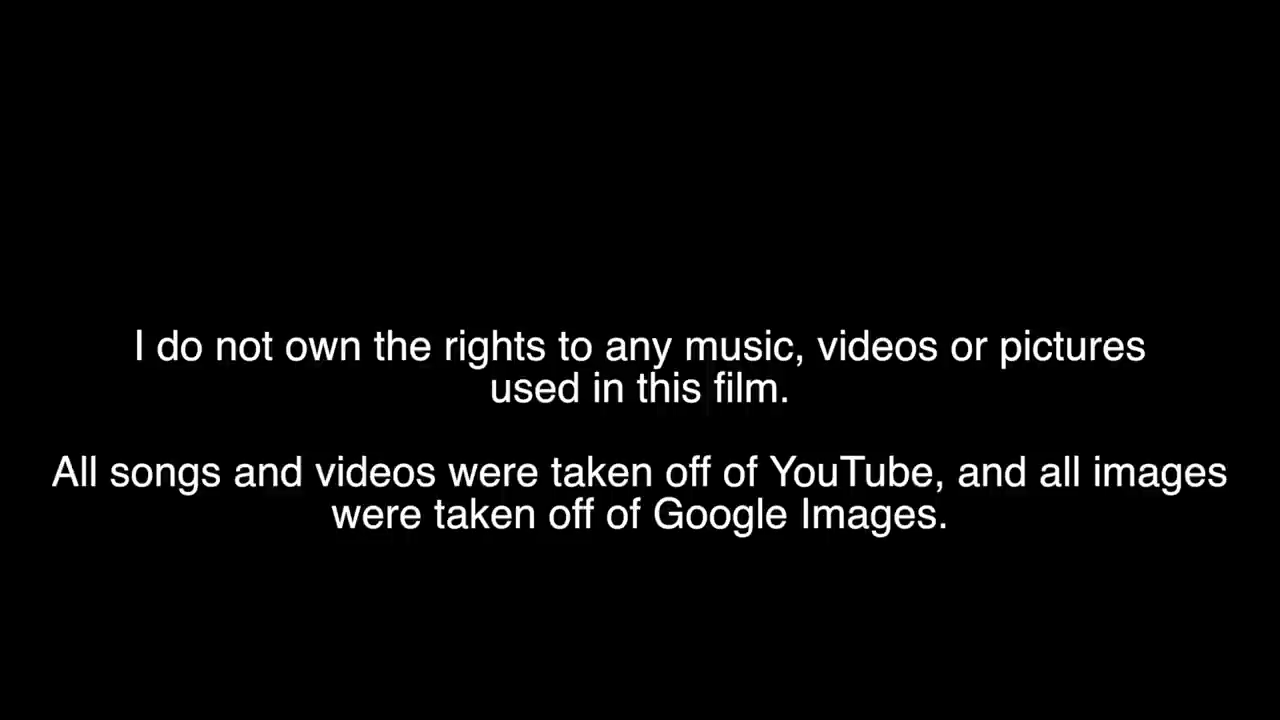 I do not own the rights to any music, videos or pictures
used in this film.
All songs and videos were taken off of YouTube, and all images
were taken off of Google Images.